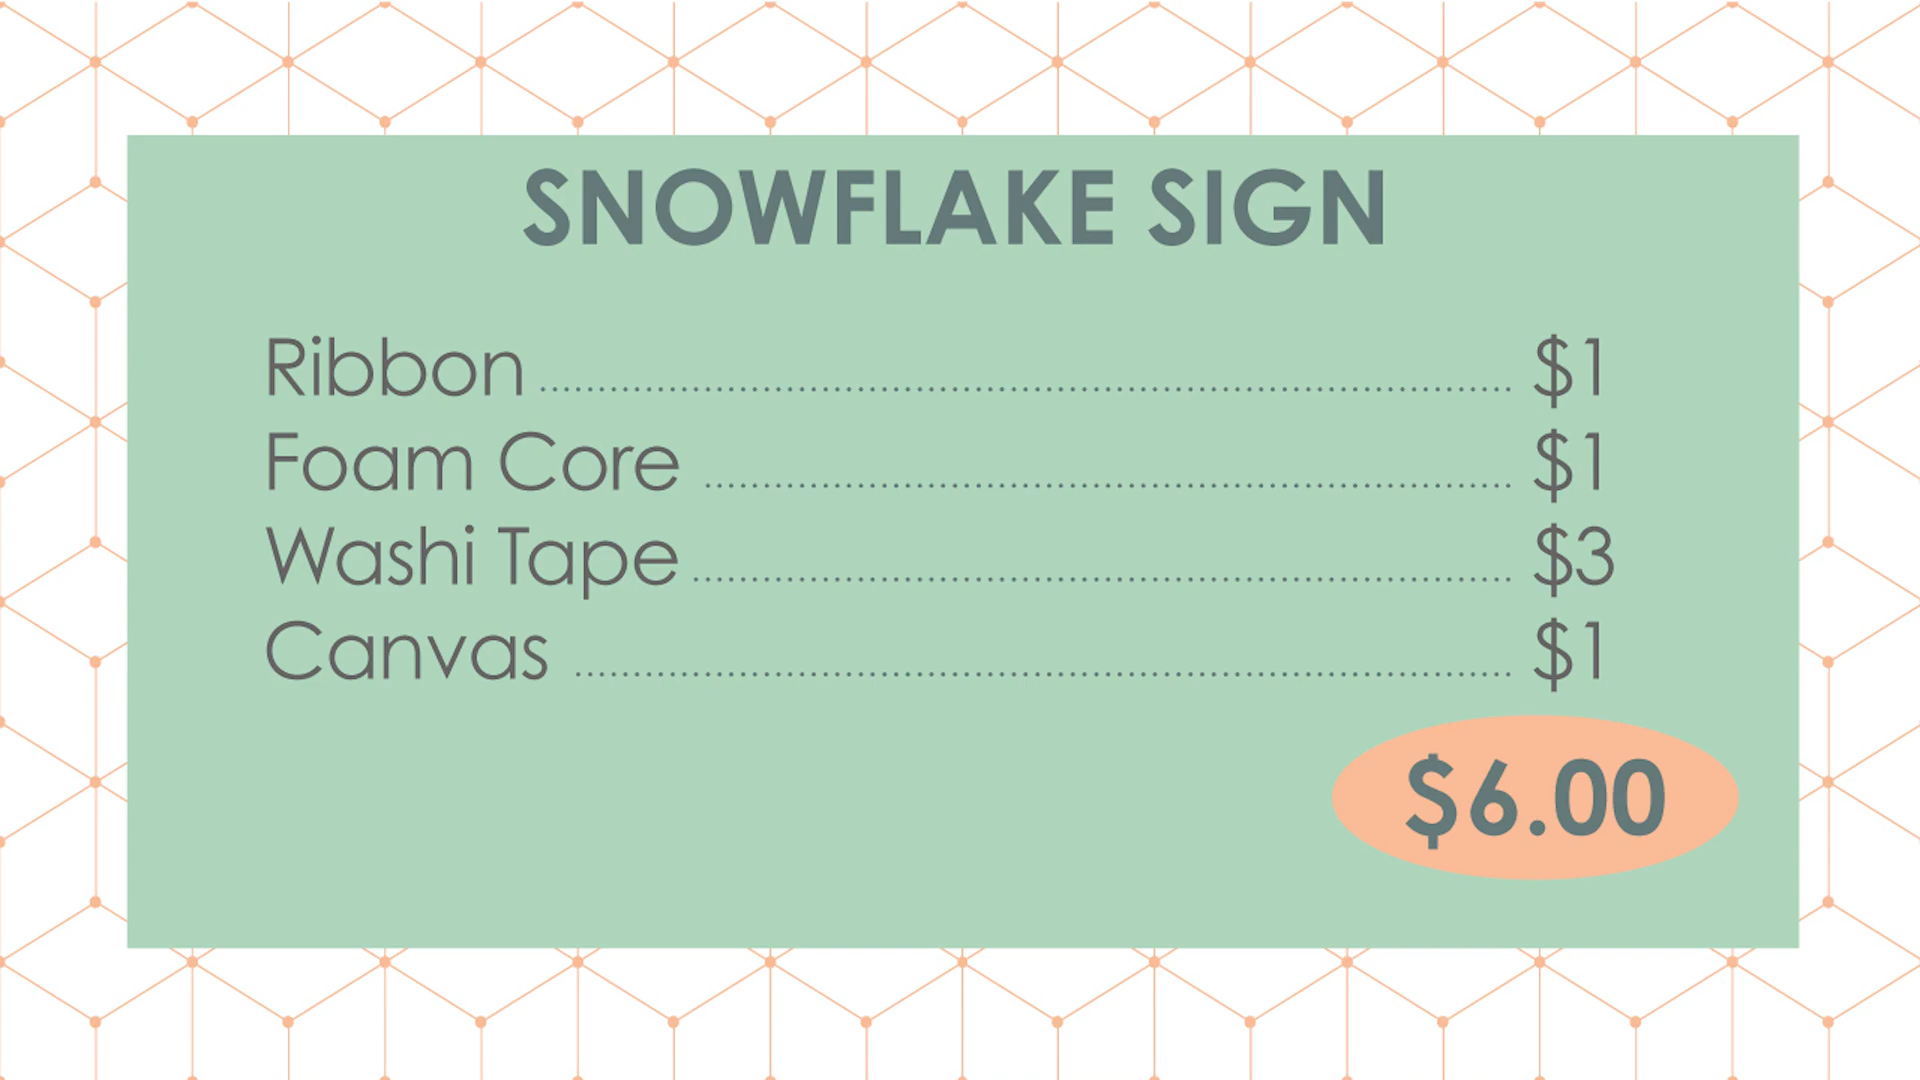 SNOWFLAKE SIGN
Ribbon ........................ $1
Foam Core ........................ $1
Washi Tape ........................ $3
Canvas ........................ $1
$6.00